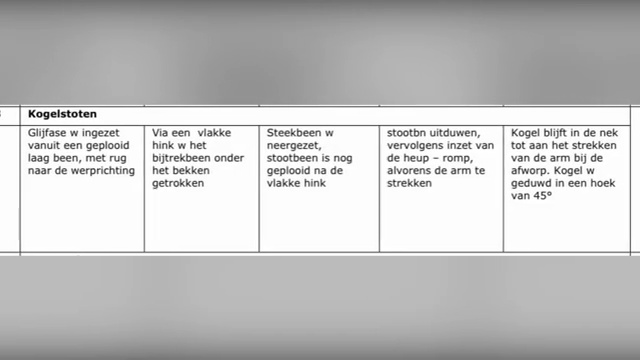 Kogelstoten
Glijfase w ingezet
vanuit een geplooid
laag been, met rug
naar de werprichting
Via een vlakke
hink w het
bijtrekbeen onder
het bekken
getrokken
Steekbeen w
neergezet,
stootbeen is nog
geplooid na de
vlakke hink
stootbn uitduwen,
vervolgens inzet van
de heup – romp,
alvorens de arm te
strekken
Kogel blijft in de nek
tot aan het strekken
van de arm bij de
afworp. Kogel w
geduwd in een hoek
van 45°